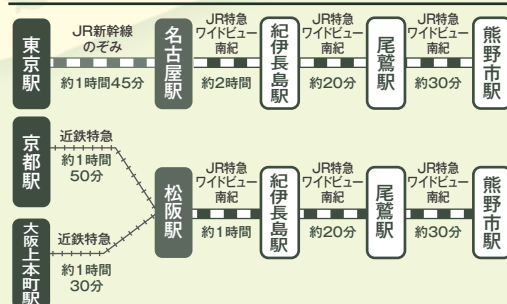 東京駅
JR新幹線
のぞみ
約1時間45分
名古屋駅
JR特急
ワイドビュー
南紀
約2時間
紀伊長島駅
JR特急
ワイドビュー
南紀
約20分
尾鷲駅
JR特急
ワイドビュー
南紀
約30分
熊野市駅
京都駅
近鉄特急
約1時間
50分
大阪上本町駅
近鉄特急
約1時間
30分
松阪駅
JR特急
ワイドビュー
南紀
約1時間
紀伊長島駅
JR特急
ワイドビュー
南紀
約20分
尾鷲駅
JR特急
ワイドビュー
南紀
約30分
熊野市駅